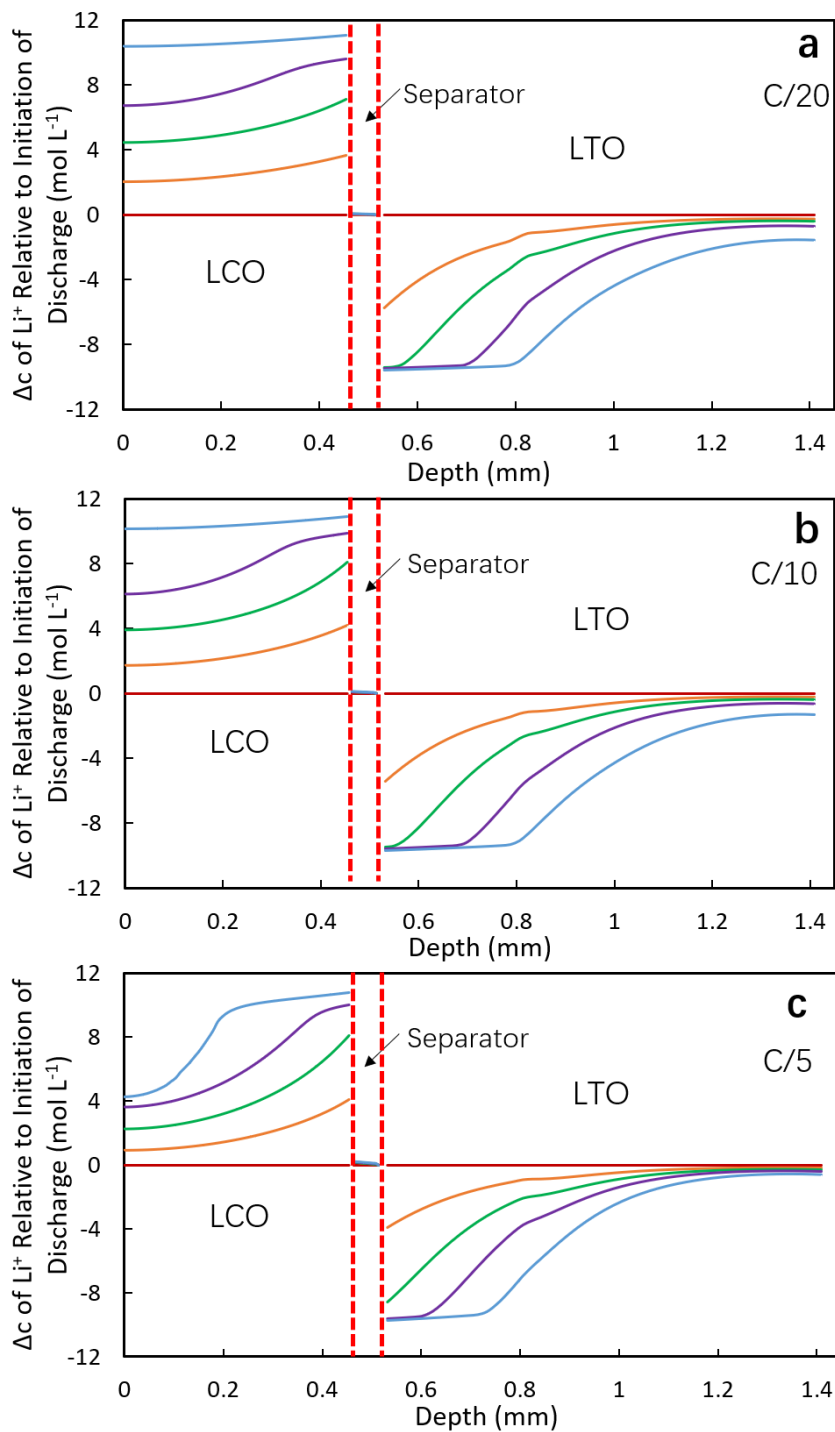 Δc of Li⁺ Relative to Initiation of
Discharge (mol L⁻¹)
12
8
4
0
-4
-8
-12
a
C/20
Separator
LTO
LCO
0 0.2 0.4 0.6 0.8 1 1.2 1.4
Depth (mm)
Δc of Li⁺ Relative to Initiation of
Discharge (mol L⁻¹)
12
8
4
0
-4
-8
-12
b
C/10
Separator
LTO
LCO
0 0.2 0.4 0.6 0.8 1 1.2 1.4
Depth (mm)
Δc of Li⁺ Relative to Initiation of
Discharge (mol L⁻¹)
12
8
4
0
-4
-8
-12
c
C/5
Separator
LTO
LCO
0 0.2 0.4 0.6 0.8 1 1.2 1.4
Depth (mm)